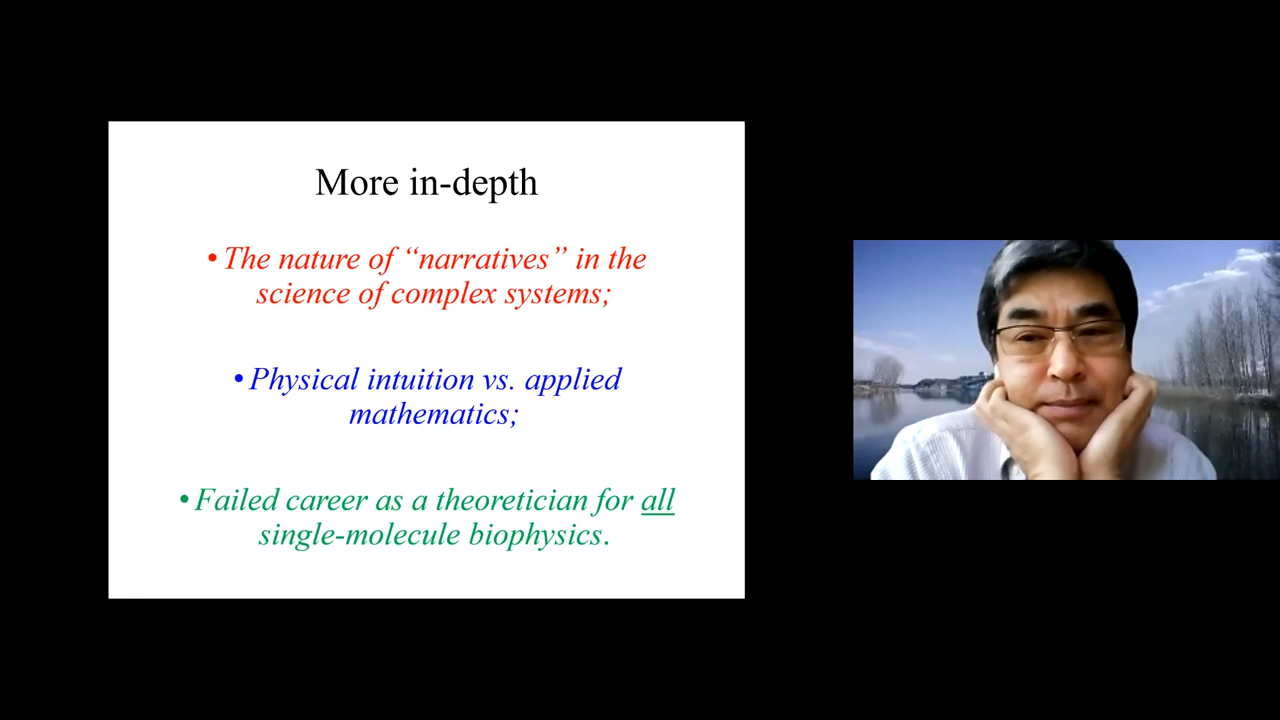 More in-depth
• The nature of “narratives” in the
science of complex systems;
• Physical intuition vs. applied
mathematics;
• Failed career as a theoretician for all
single-molecule biophysics.